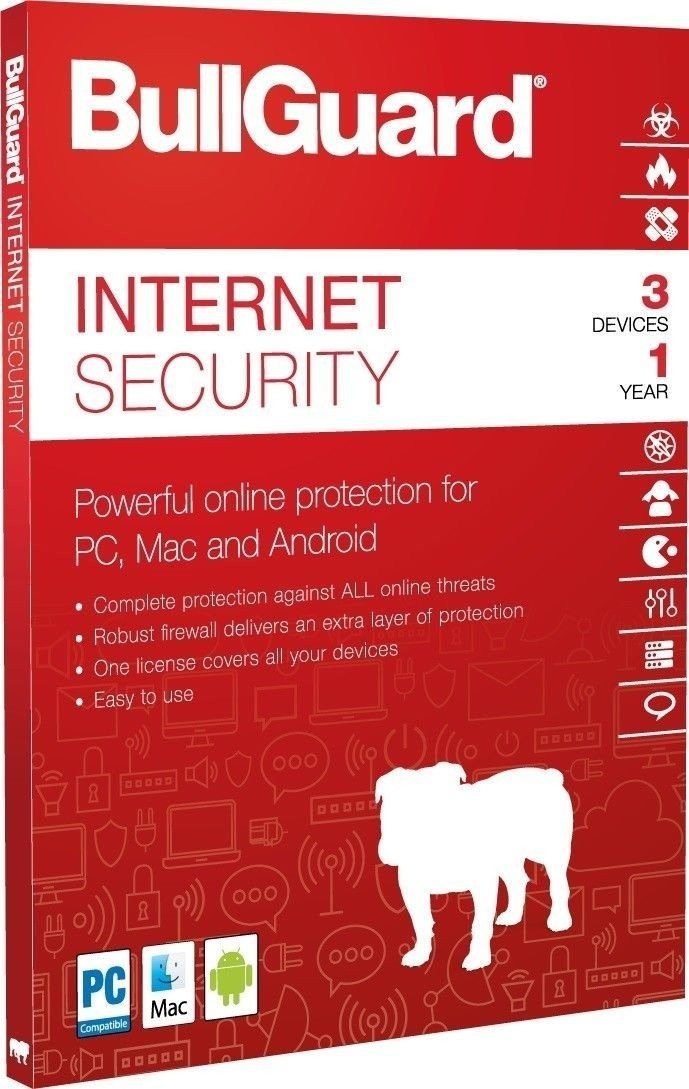 BullGuard®
INTERNET
SECURITY
3
DEVICES
1
YEAR
Powerful online protection for
PC, Mac and Android
• Complete protection against ALL online threats
• Robust firewall delivers an extra layer of protection
• One license covers all your devices
• Easy to use
PC
Compatible
Mac
BullGuard INTERNET SECURITY